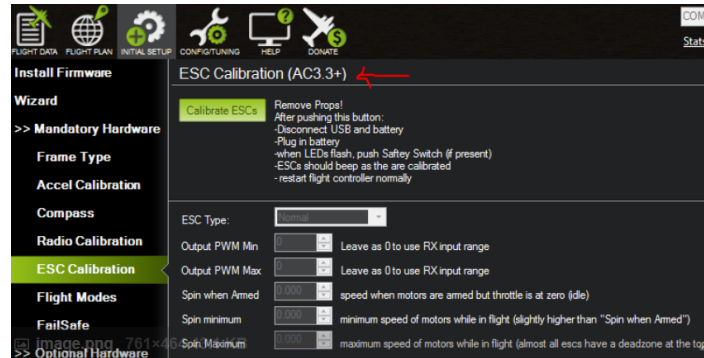 COM
FLIGHT DATA FLIGHT PLAN INITIAL SETUP CONFIG/TUNING HELP DONATE
Stats
Install Firmware
ESC Calibration (AC3.3+)
Wizard
>> Mandatory Hardware
Frame Type
Accel Calibration
Compass
Radio Calibration
ESC Calibration
Flight Modes
FailSafe
>> Optional Hardware
Calibrate ESCs
Remove Props!
After pushing this button:
-Disconnect USB and battery
-Plug in battery
-when LEDs flash, push Saftey Switch (if present)
-ESCs should beep as the are calibrated
- restart flight controller normally
ESC Type: Normal
Output PWM Min 0 Leave as 0 to use RX input range
Output PWM Max 0 Leave as 0 to use RX input range
Spin when Armed 0.000 speed when motors are armed but throttle is at zero (idle)
Spin minimum 0.000 minimum speed of motors while in flight (slightly higher than "Spin when Armed")
Spin Maximum 0.000 maximum speed of motors while in flight (almost all escs have a deadzone at the top
image.png